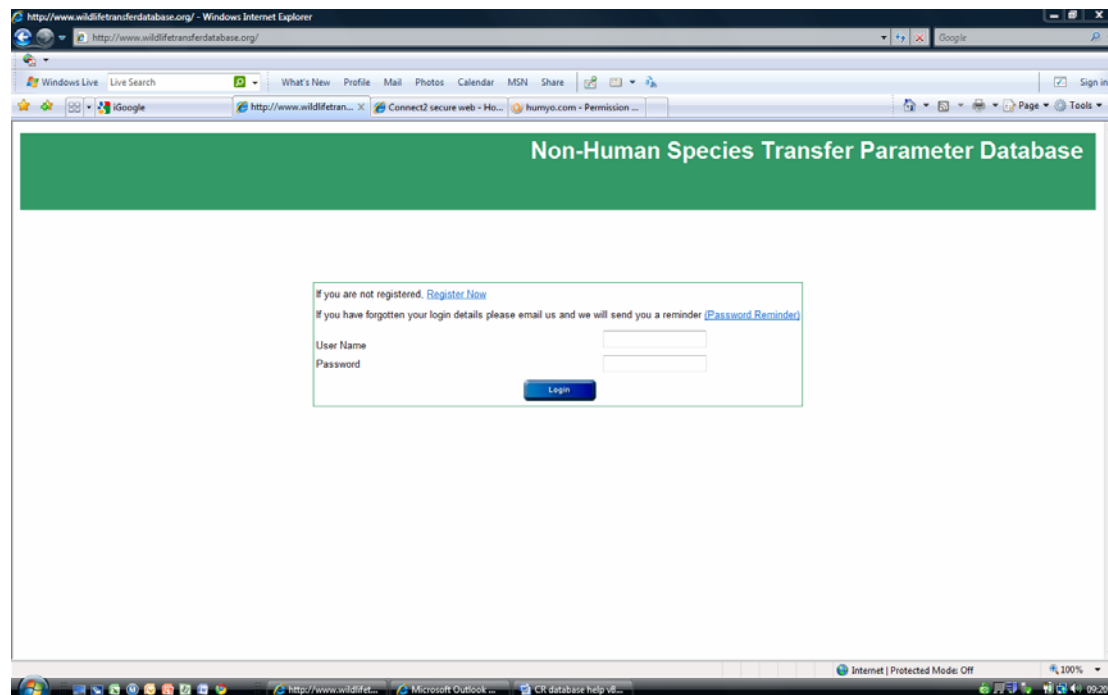 http://www.wildlifetransferdatabase.org/ - Windows Internet Explorer
http://www.wildlifetransferdatabase.org/
Google
Windows Live Live Search What's New Profile Mail Photos Calendar MSN Share Sign in
iGoogle http://www.wildlifetran... Connect2 secure web - Ho... humyo.com - Permission ... Page Tools
Non-Human Species Transfer Parameter Database
If you are not registered, Register Now
If you have forgotten your login details please email us and we will send you a reminder (Password Reminder)
User Name
Password
Login
Internet | Protected Mode: Off 100%
http://www.wildlifet... Microsoft Outlook ... CR database help v8... 09:20